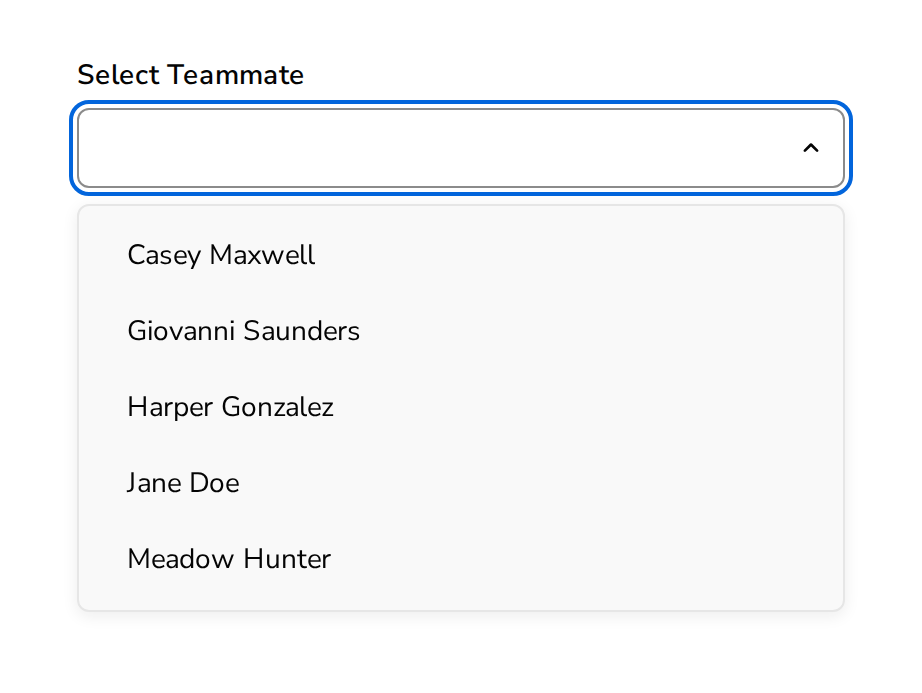 Select Teammate
Casey Maxwell
Giovanni Saunders
Harper Gonzalez
Jane Doe
Meadow Hunter